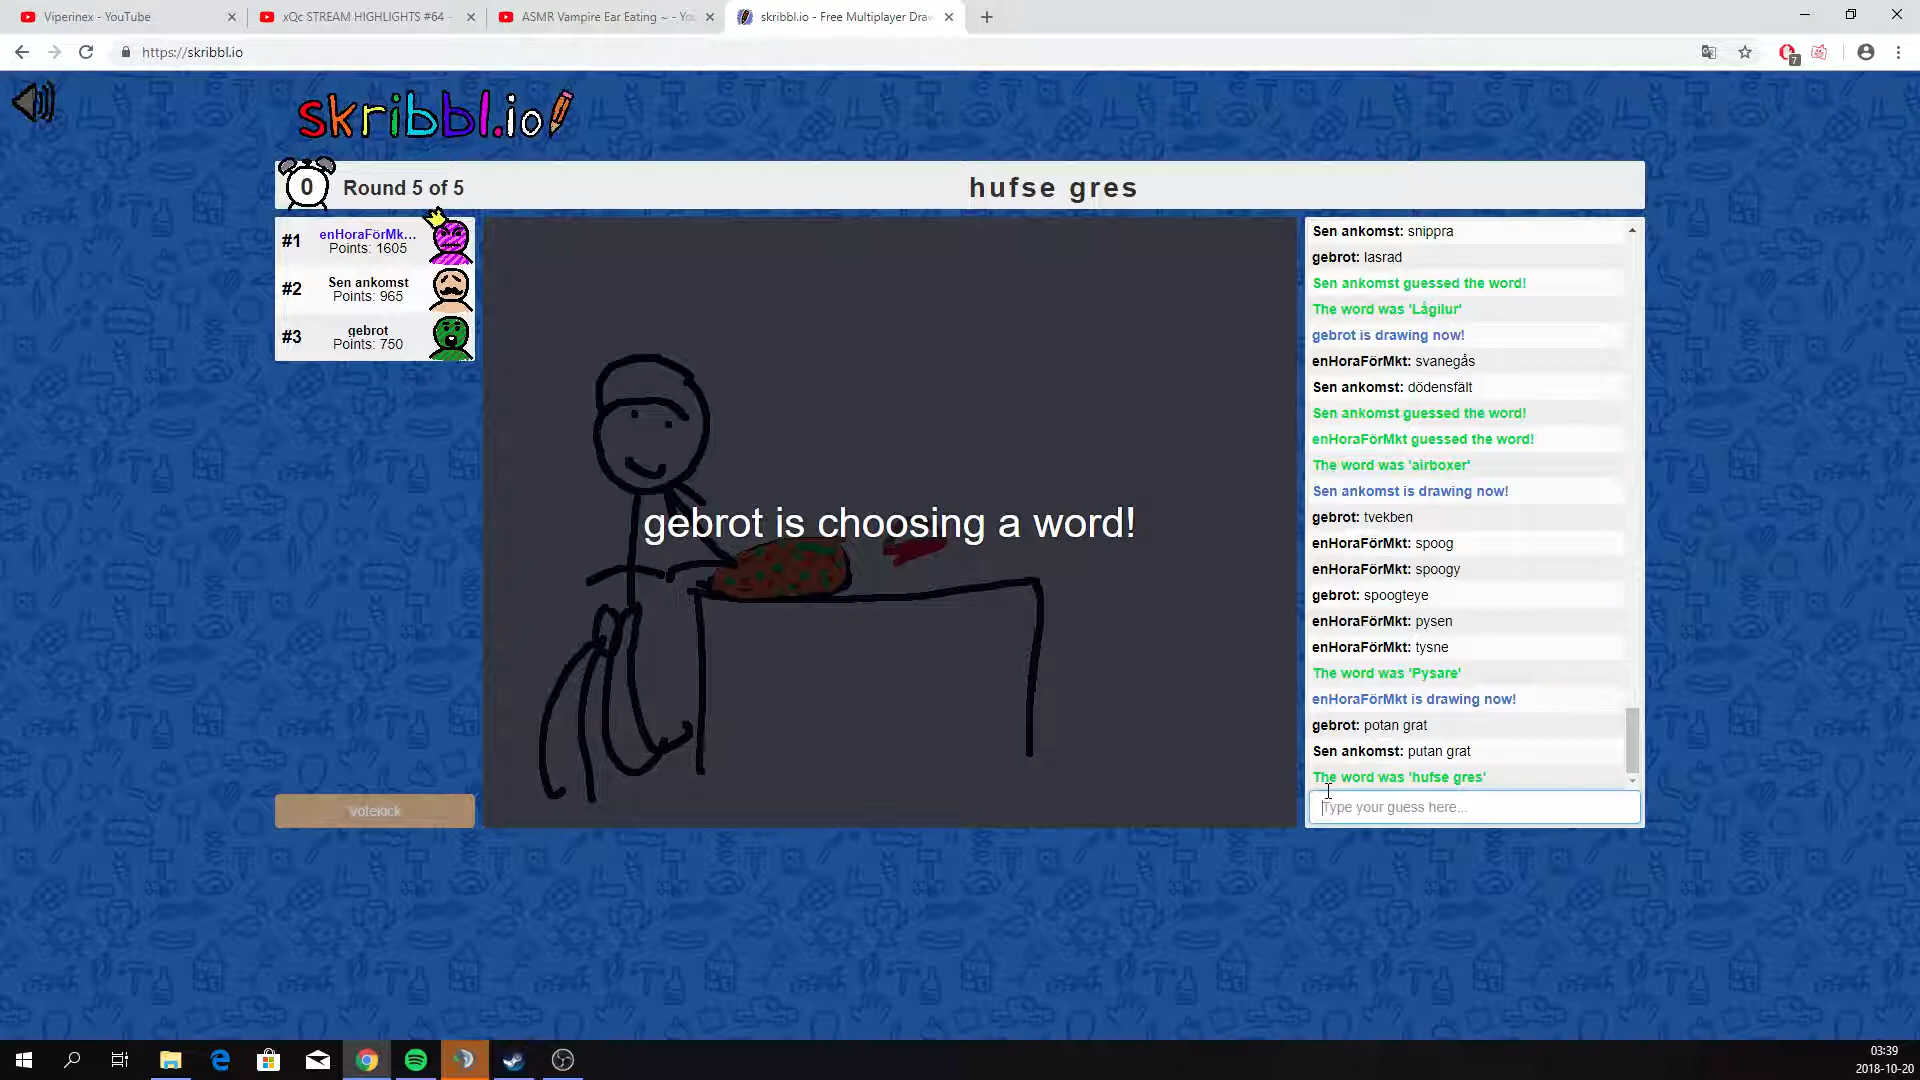 Viperinex - YouTube
xQc STREAM HIGHLIGHTS #64 -
ASMR Vampire Ear Eating ~ - You
skribbl.io - Free Multiplayer Draw
https://skribbl.io
7
skribbl.io
0
Round 5 of 5
hufse gres
#1
enHoraFörMk...
Points: 1605
#2
Sen ankomst
Points: 965
#3
gebrot
Points: 750
Votekick
gebrot is choosing a word!
Sen ankomst: snippra
gebrot: lasrad
Sen ankomst guessed the word!
The word was 'Lågilur'
gebrot is drawing now!
enHoraFörMkt: svanegås
Sen ankomst: dödensfält
Sen ankomst guessed the word!
enHoraFörMkt guessed the word!
The word was 'airboxer'
Sen ankomst is drawing now!
gebrot: tvekben
enHoraFörMkt: spoog
enHoraFörMkt: spoogy
gebrot: spoogteye
enHoraFörMkt: pysen
enHoraFörMkt: tysne
The word was 'Pysare'
enHoraFörMkt is drawing now!
gebrot: potan grat
Sen ankomst: putan grat
The word was 'hufse gres'
Type your guess here...
03:39
2018-10-20